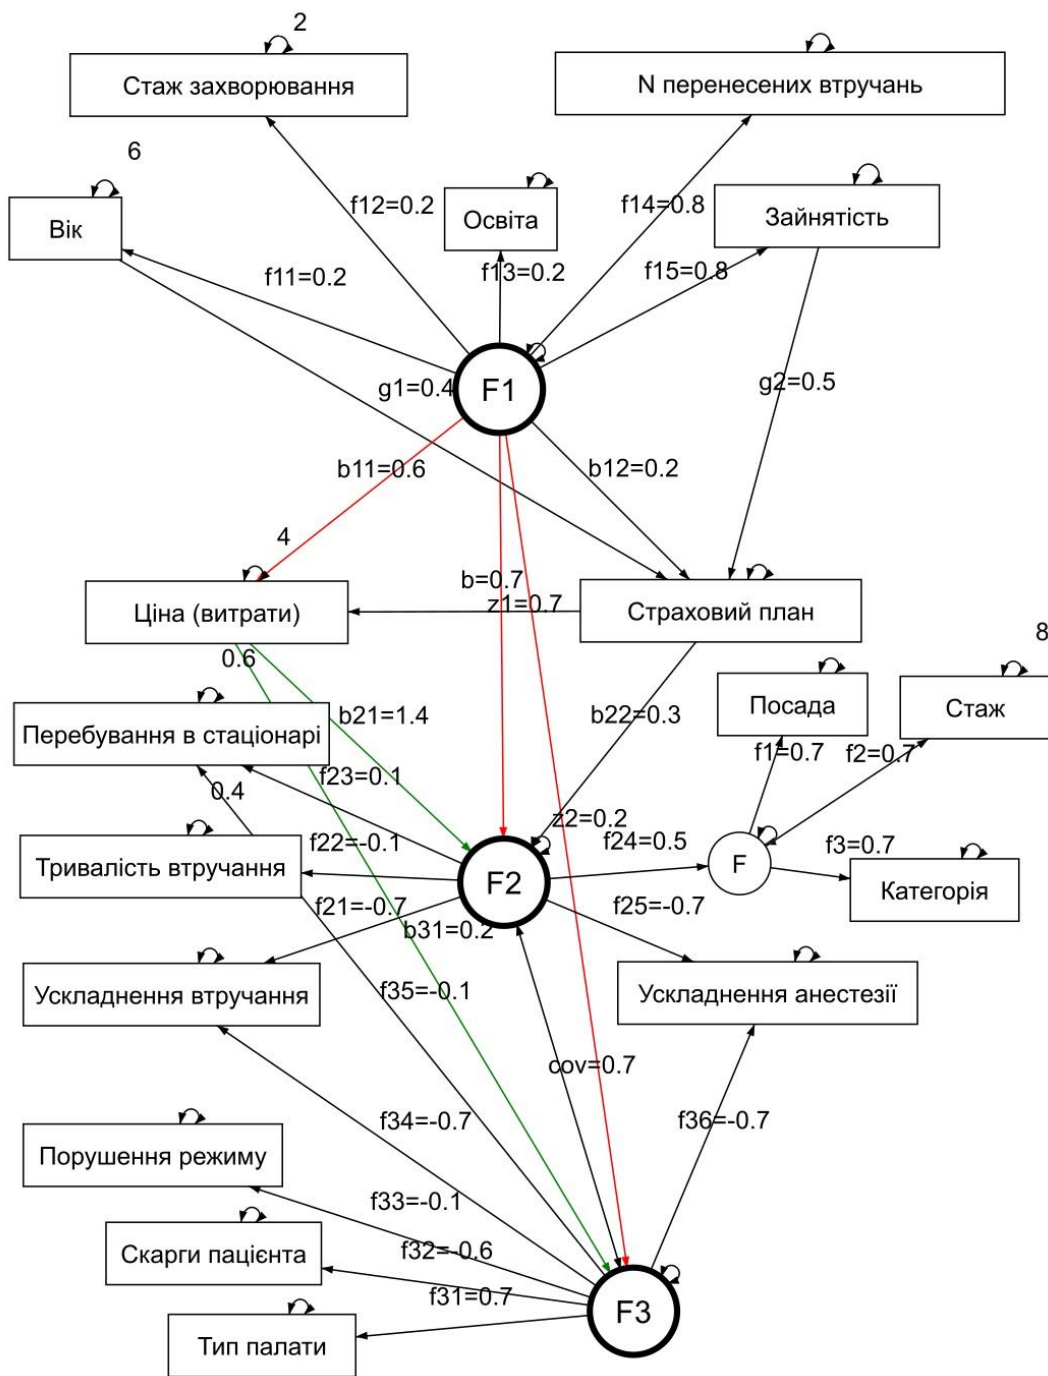 2
Стаж захворювання
N перенесених втручань
6
Вік
f12=0.2
Освіта
f14=0.8
Зайнятість
f11=0.2
f13=0.2
f15=0.8
g1=0.4
F1
g2=0.5
b11=0.6
b12=0.2
4
b=0.7
z1=0.7
Ціна (витрати)
Страховий план
8
0.6
Посада
Стаж
Перебування в стаціонарі
b21=1.4
b22=0.3
f1=0.7
f2=0.7
f23=0.1
0.4
z2=0.2
f22=-0.1
f24=0.5
F
f3=0.7
Тривалість втручання
F2
Категорія
f21=-0.7
f25=-0.7
b31=0.2
Ускладнення втручання
f35=-0.1
Ускладнення анестезії
cov=0.7
f34=-0.7
f36=-0.7
Порушення режиму
f33=-0.1
Скарги пацієнта
f32=-0.6
f31=0.7
F3
Тип палати